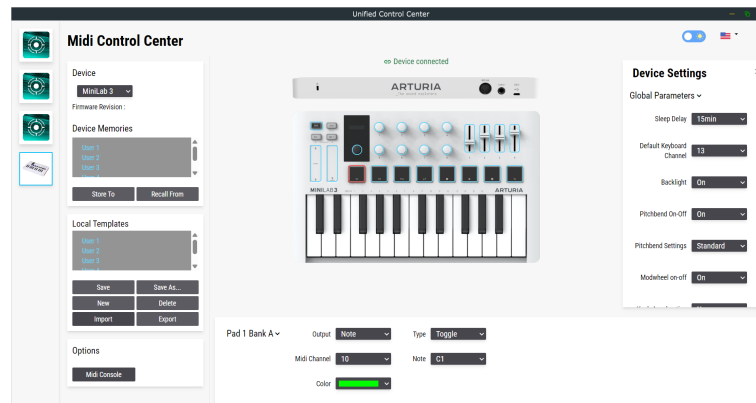 Unified Control Center
Midi Control Center
Device
MiniLab 3
Firmware Revision :
Device Memories
User 1
User 2
User 3
Store To
Recall From
Local Templates
User 1
User 2
User 3
Save
Save As...
New
Delete
Import
Export
Options
Midi Console
Device connected
ARTURIA
MINILAB 3
ARTURIA
Pad 1 Bank A
Output
Note
Type
Toggle
Midi Channel
10
Note
C1
Color
Device Settings
Global Parameters
Sleep Delay
15min
Default Keyboard
Channel
13
Backlight
On
Pitchbend On-Off
On
Pitchbend Settings
Standard
Modwheel on-off
On